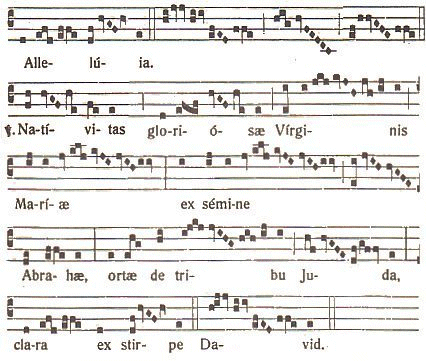 Alle- lú- ia.
℣. Na-tí- vi- tas glo-ri- ó- sæ Vírgi- nis
Ma-rí- æ ex sémi-ne
Abra- hæ, ortæ de tri- bu Ju- da,
cla-ra ex stir- pe Da- vid.